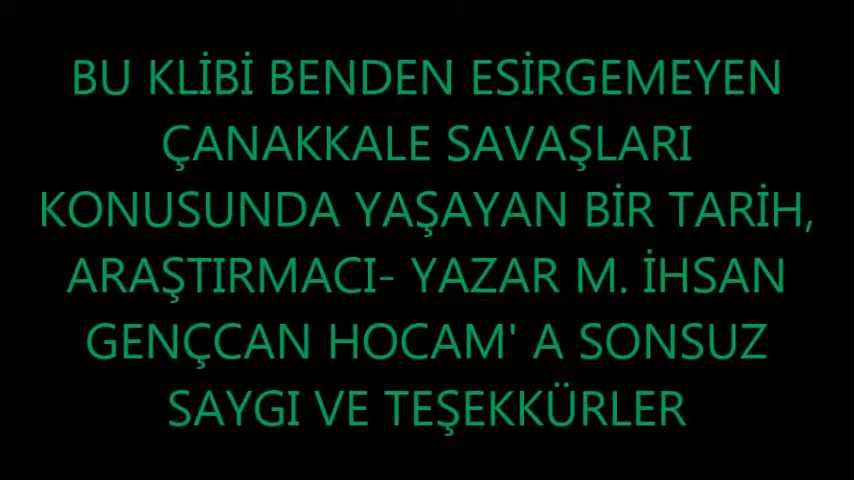 BU KLİBİ BENDEN ESİRGEMEYEN
ÇANAKKALE SAVAŞLARI
KONUSUNDA YAŞAYAN BİR TARİH,
ARAŞTIRMACI- YAZAR M. İHSAN
GENÇCAN HOCAM' A SONSUZ
SAYGI VE TEŞEKKÜRLER